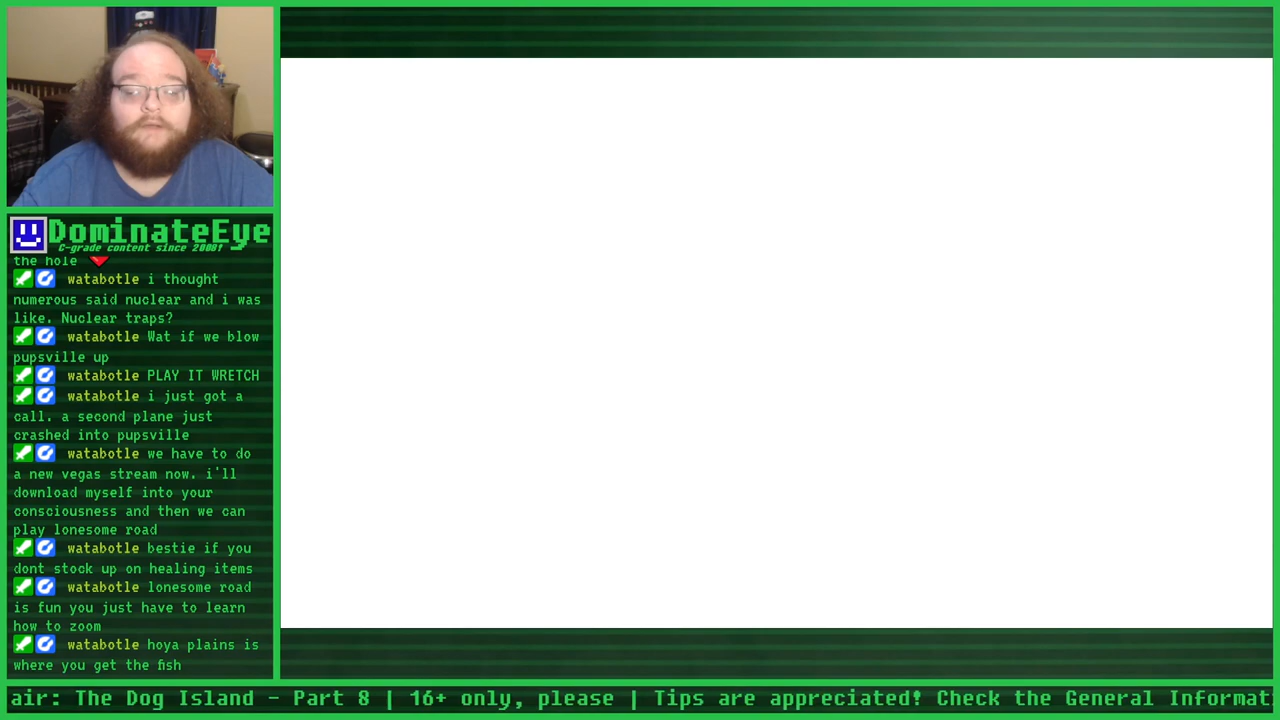 DominateEye
C-grade content since 2008!
the hole
watabotle i thought
numerous said nuclear and i was
like. Nuclear traps?
watabotle Wat if we blow
pupsville up
watabotle PLAY IT WRETCH
watabotle i just got a
call. a second plane just
crashed into pupsville
watabotle we have to do
a new vegas stream now. i'll
download myself into your
consciousness and then we can
play lonesome road
watabotle bestie if you
dont stock up on healing items
watabotle lonesome road
is fun you just have to learn
how to zoom
watabotle hoya plains is
where you get the fish
air: The Dog Island - Part 8 | 16+ only, please | Tips are appreciated! Check the General Informat